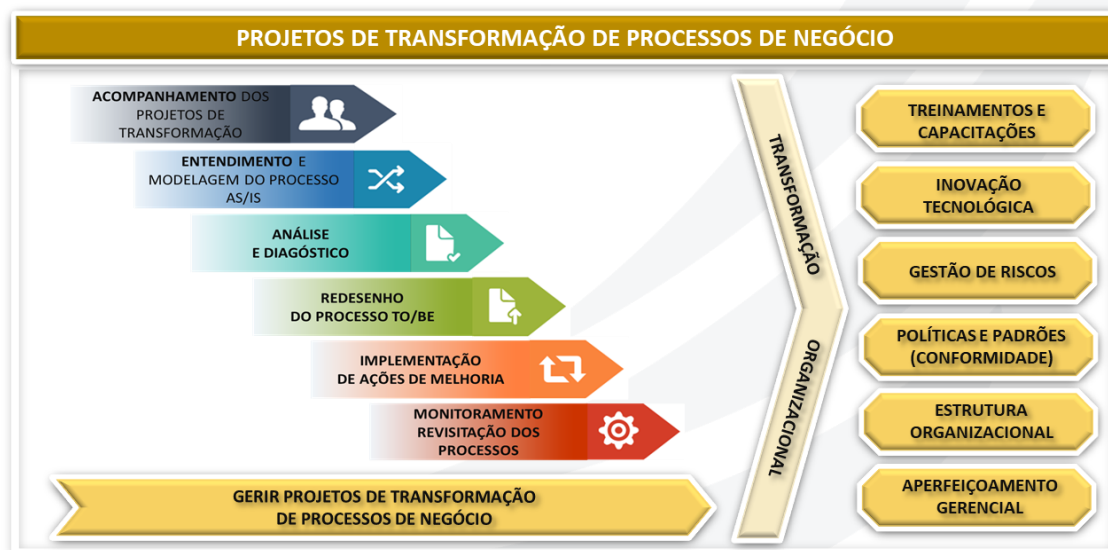 PROJETOS DE TRANSFORMAÇÃO DE PROCESSOS DE NEGÓCIO
ACOMPANHAMENTO DOS
PROJETOS DE
TRANSFORMAÇÃO
ENTENDIMENTO E
MODELAGEM DO PROCESSO
AS/IS
ANÁLISE
E DIAGÓSTICO
REDESENHO
DO PROCESSO TO/BE
IMPLEMENTAÇÃO
DE AÇÕES DE MELHORIA
MONITORAMENTO
REVISITAÇÃO DOS
PROCESSOS
GERIR PROJETOS DE TRANSFORMAÇÃO
DE PROCESSOS DE NEGÓCIO
TRANSFORMAÇÃO
ORGANIZACIONAL
TREINAMENTOS E
CAPACITAÇÕES
INOVAÇÃO
TECNOLÓGICA
GESTÃO DE RISCOS
POLÍTICAS E PADRÕES
(CONFORMIDADE)
ESTRUTURA
ORGANIZACIONAL
APERFEIÇOAMENTO
GERENCIAL